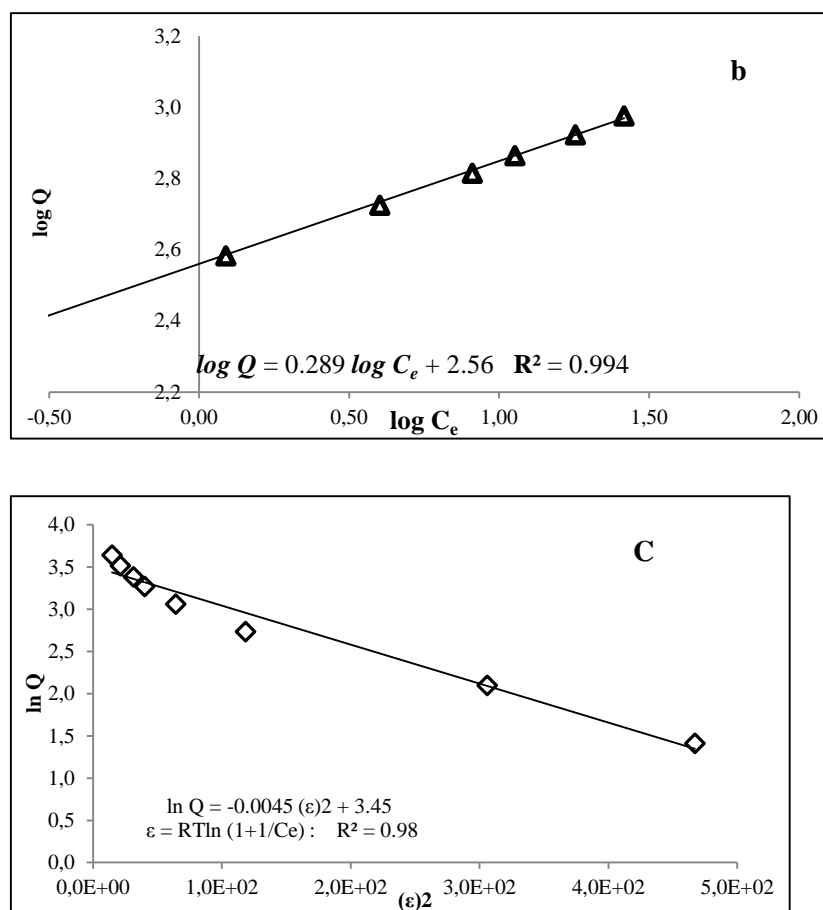 3,2
b
3,0
2,8
log Q
2,6
2,4
log Q = 0.289 log Ce + 2.56 R² = 0.994
2,2
-0,50 0,00 0,50 1,00 1,50 2,00
log Ce
4,0
C
3,5
3,0
2,5
ln Q
2,0
1,5
1,0
ln Q = -0.0045 (ε)2 + 3.45
0,5
ε = RTln (1+1/Ce) : R² = 0.98
0,0
0,0E+00 1,0E+02 2,0E+02 3,0E+02 4,0E+02 5,0E+02
(ε)2